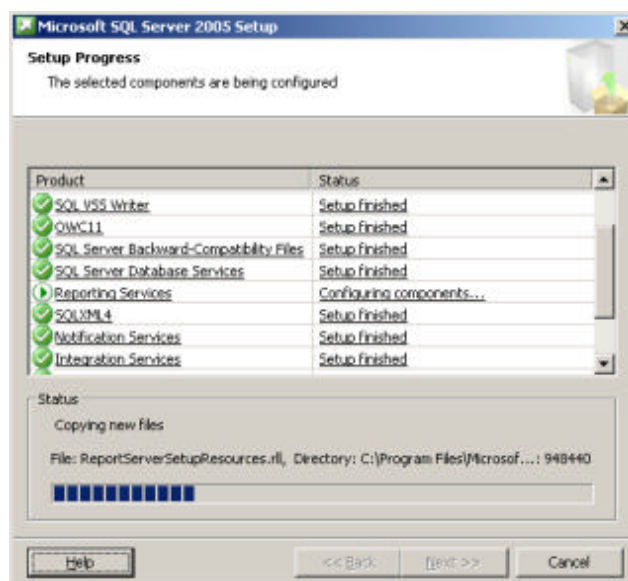 Microsoft SQL Server 2005 Setup
Setup Progress
The selected components are being configured
Product Status
SQL VSS Writer Setup finished
OWC11 Setup finished
SQL Server Backward-Compatibility Files Setup finished
SQL Server Database Services Setup finished
Reporting Services Configuring components...
SQLXML4 Setup finished
Notification Services Setup finished
Integration Services Setup finished
Status
Copying new files
File: ReportServerSetupResources.rll, Directory: C:\Program Files\Microsof...: 948440
Help << Back Next >> Cancel